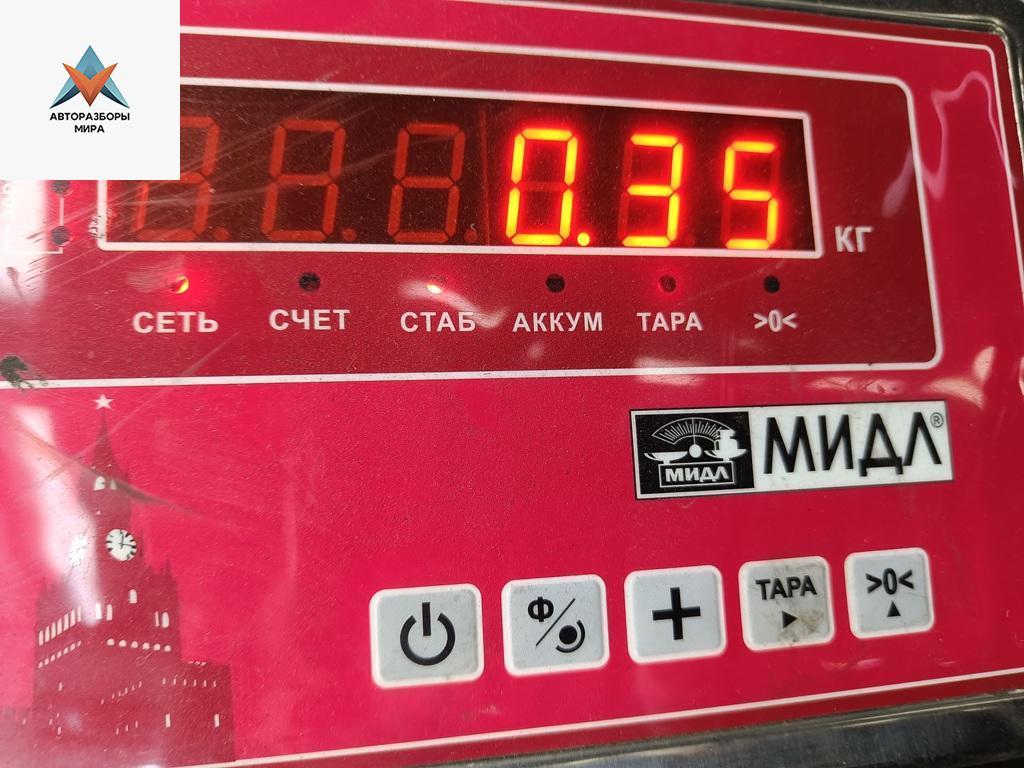 АВТОРАЗБОРЫ
МИРА
0.35
КГ
СЕТЬ СЧЕТ СТАБ АККУМ ТАРА >0<
МИДЛ МИДЛ®
Ф/
+
ТАРА >0<